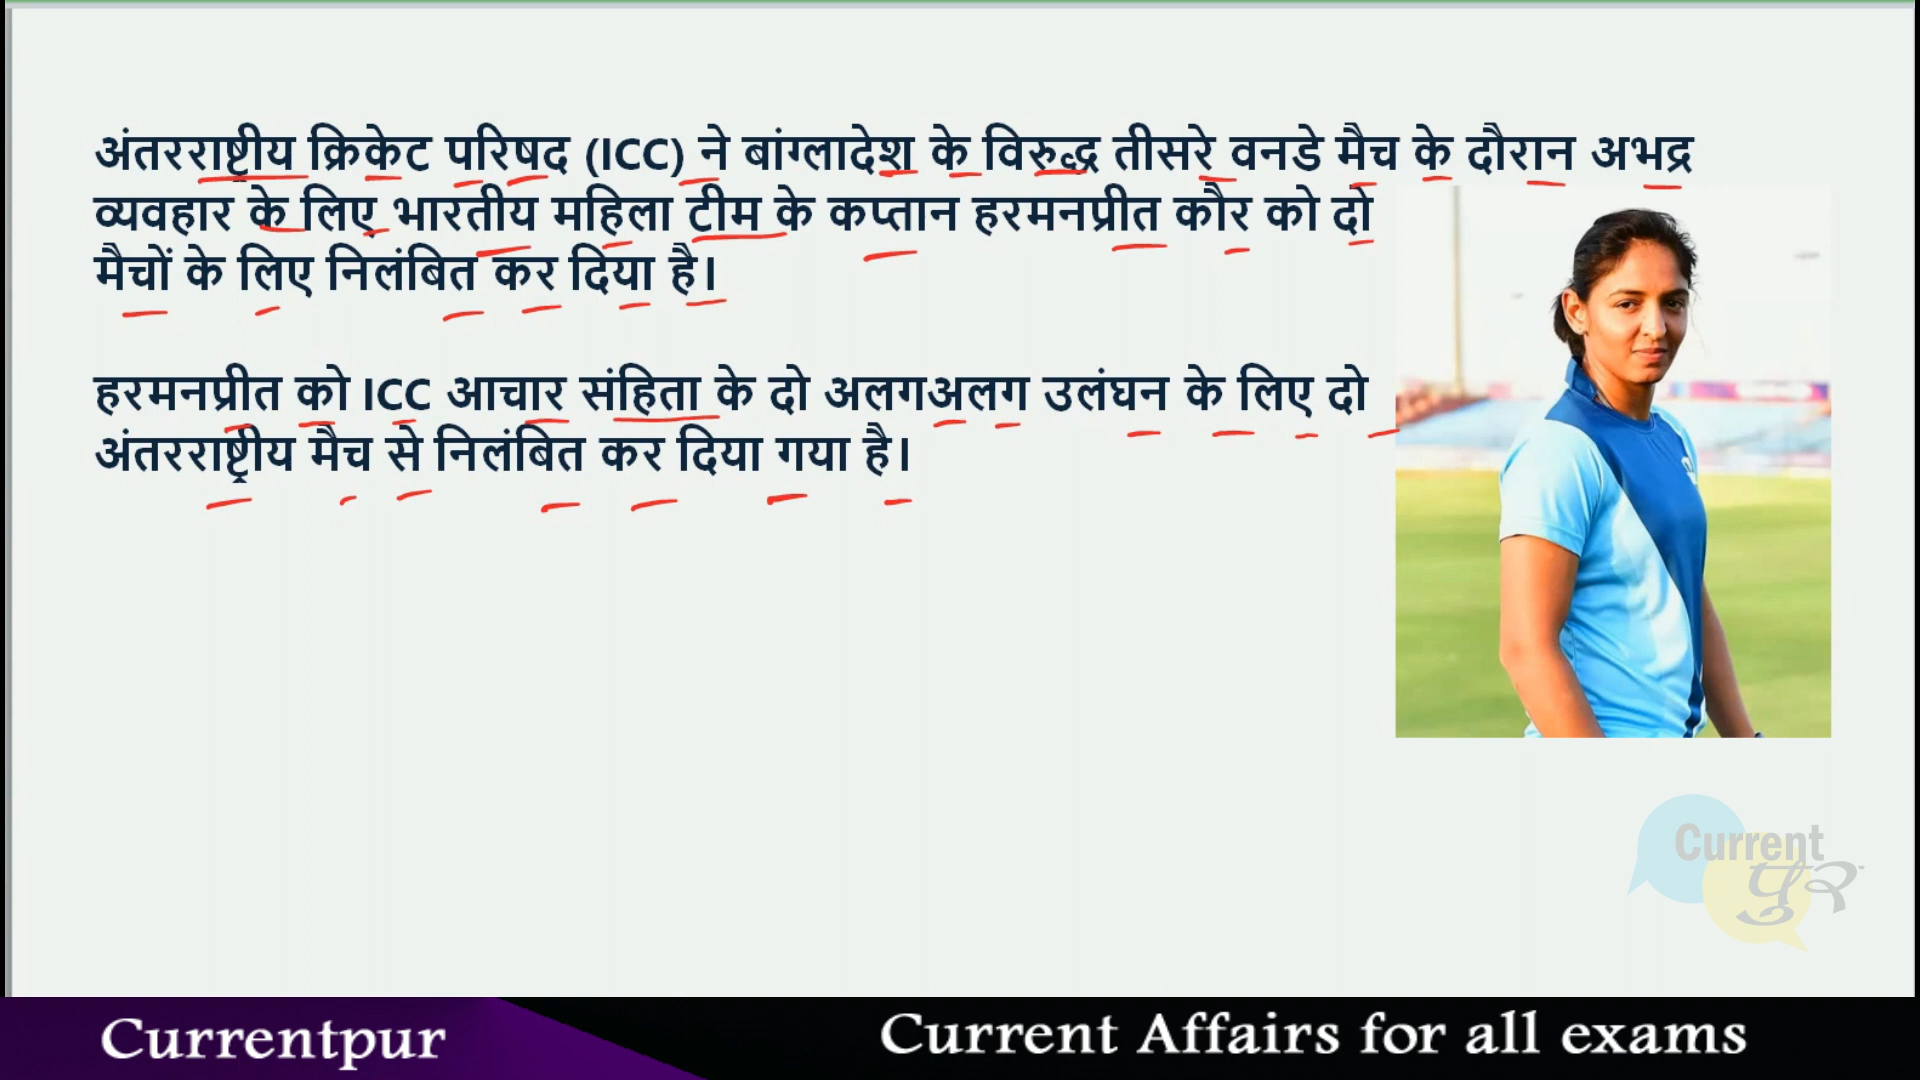 अंतरराष्ट्रीय क्रिकेट परिषद (ICC) ने बांग्लादेश के विरुद्ध तीसरे वनडे मैच के दौरान अभद्र
व्यवहार के लिए भारतीय महिला टीम के कप्तान हरमनप्रीत कौर को दो
मैचों के लिए निलंबित कर दिया है।
हरमनप्रीत को ICC आचार संहिता के दो अलगअलग उलंघन के लिए दो
अंतरराष्ट्रीय मैच से निलंबित कर दिया गया है।
Current
पुर
Currentpur
Current Affairs for all exams